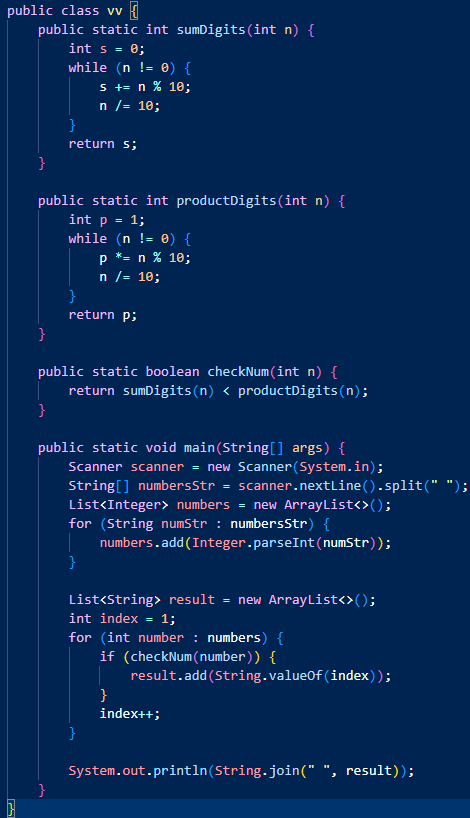 public class vv {
    public static int sumDigits(int n) {
        int s = 0;
        while (n != 0) {
            s += n % 10;
            n /= 10;
        }
        return s;
    }

    public static int productDigits(int n) {
        int p = 1;
        while (n != 0) {
            p *= n % 10;
            n /= 10;
        }
        return p;
    }

    public static boolean checkNum(int n) {
        return sumDigits(n) < productDigits(n);
    }

    public static void main(String[] args) {
        Scanner scanner = new Scanner(System.in);
        String[] numbersStr = scanner.nextLine().split(" ");
        List<Integer> numbers = new ArrayList<>();
        for (String numStr : numbersStr) {
            numbers.add(Integer.parseInt(numStr));
        }

        List<String> result = new ArrayList<>();
        int index = 1;
        for (int number : numbers) {
            if (checkNum(number)) {
                result.add(String.valueOf(index));
            }
            index++;
        }

        System.out.println(String.join(" ", result));
    }
}